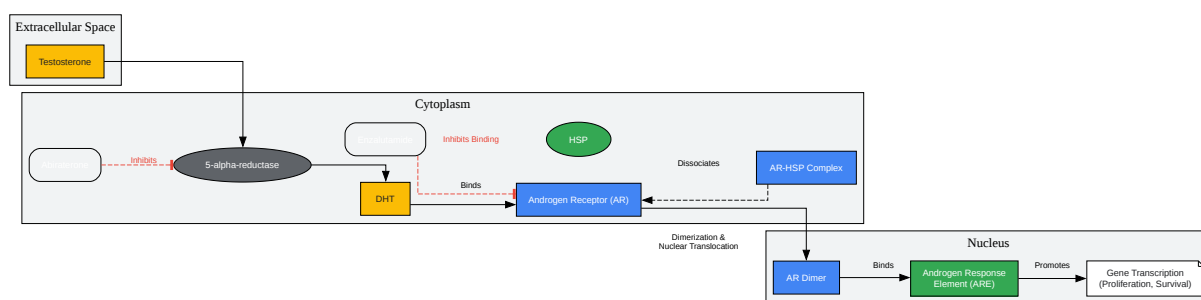 Extracellular Space
Testosterone
Cytoplasm
Inhibits Binding
HSP
Inhibits
5-alpha-reductase
Dissociates
AR-HSP Complex
Binds
DHT
Androgen Receptor (AR)
Dimerization &
Nuclear Translocation
Nucleus
AR Dimer
Binds
Androgen Response
Element (ARE)
Promotes
Gene Transcription
(Proliferation, Survival)